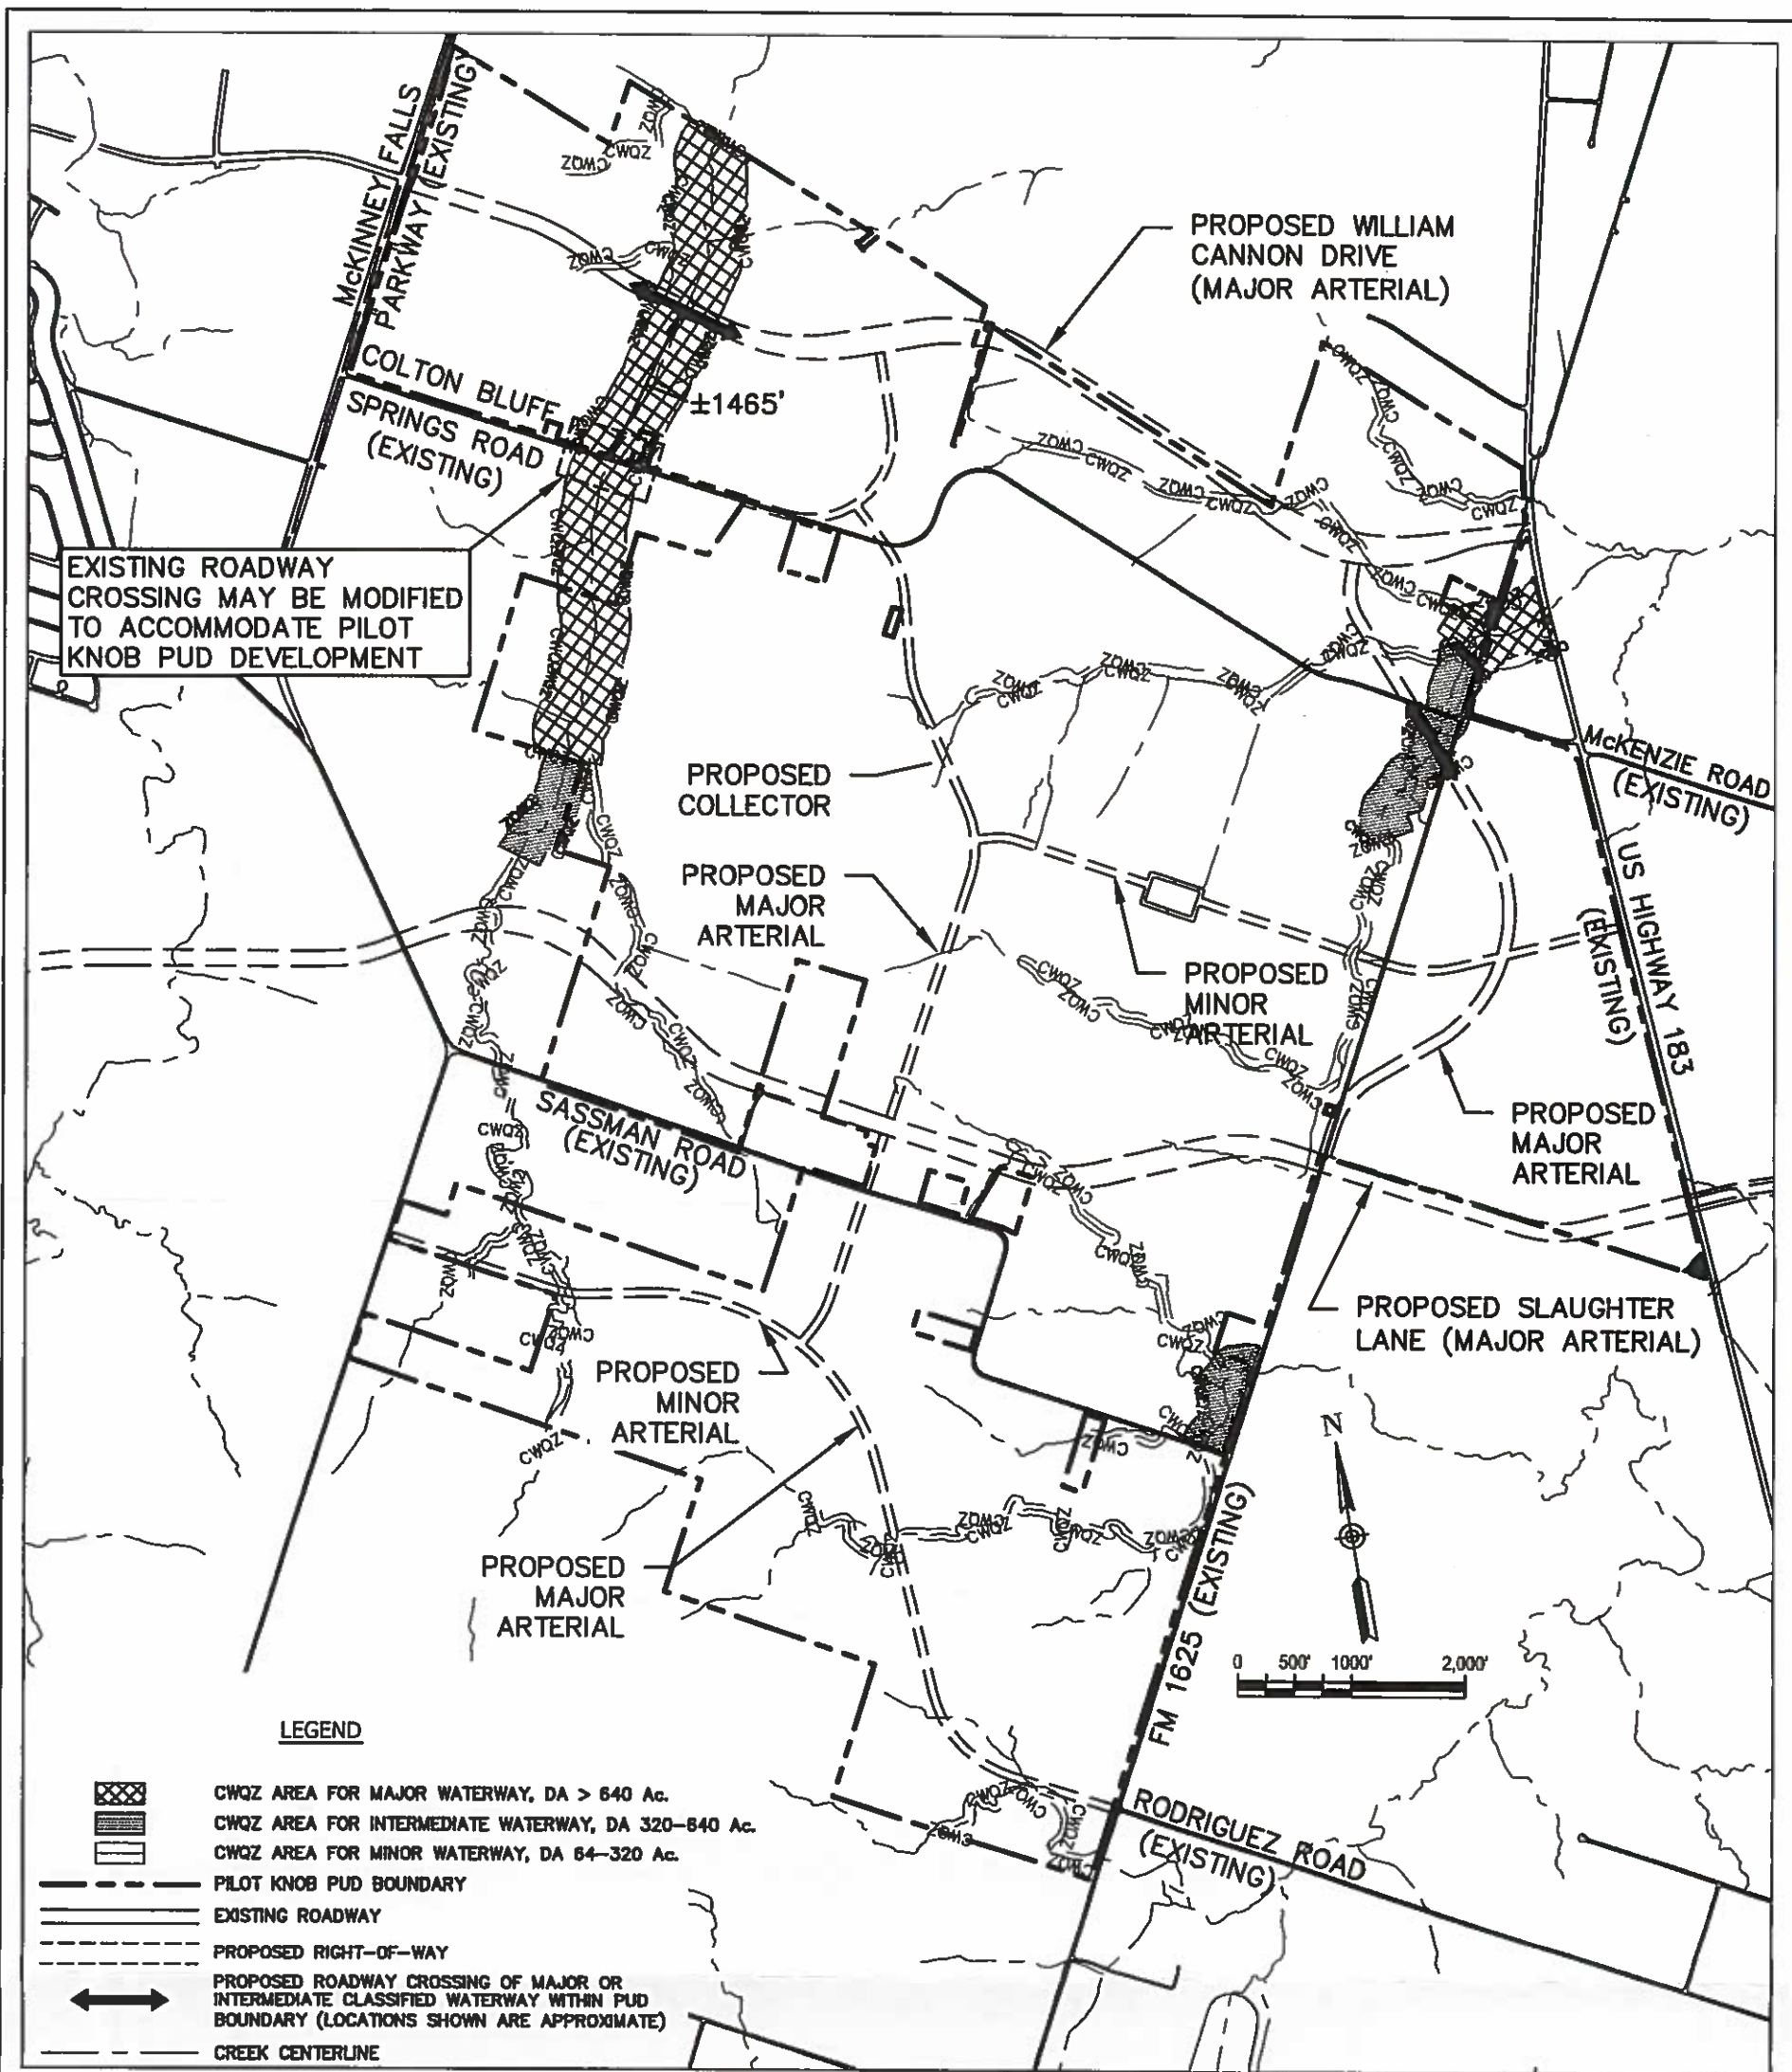 McKINNEY FALLS
PARKWAY (EXISTING)
PROPOSED WILLIAM
CANNON DRIVE
(MAJOR ARTERIAL)
COLTON BLUFF
SPRINGS ROAD
(EXISTING)
±1465'
EXISTING ROADWAY
CROSSING MAY BE MODIFIED
TO ACCOMMODATE PILOT
KNOB PUD DEVELOPMENT
McKENZIE ROAD
(EXISTING)
PROPOSED
COLLECTOR
US HIGHWAY 183
(EXISTING)
PROPOSED
MAJOR
ARTERIAL
PROPOSED
MINOR
ARTERIAL
SASSMAN ROAD
(EXISTING)
PROPOSED
MAJOR
ARTERIAL
PROPOSED SLAUGHTER
LANE (MAJOR ARTERIAL)
PROPOSED
MINOR
ARTERIAL
N
PROPOSED
MAJOR
ARTERIAL
FM 1625 (EXISTING)
0 500' 1000' 2,000'
RODRIGUEZ ROAD
(EXISTING)
CWQZ
CWQZ
CWQZ
CWQZ
CWQZ
CWQZ
LEGEND
CWQZ AREA FOR MAJOR WATERWAY, DA > 640 Ac.
CWQZ AREA FOR INTERMEDIATE WATERWAY, DA 320-640 Ac.
CWQZ AREA FOR MINOR WATERWAY, DA 64-320 Ac.
PILOT KNOB PUD BOUNDARY
EXISTING ROADWAY
PROPOSED RIGHT-OF-WAY
PROPOSED ROADWAY CROSSING OF MAJOR OR
INTERMEDIATE CLASSIFIED WATERWAY WITHIN PUD
BOUNDARY (LOCATIONS SHOWN ARE APPROXIMATE)
CREEK CENTERLINE